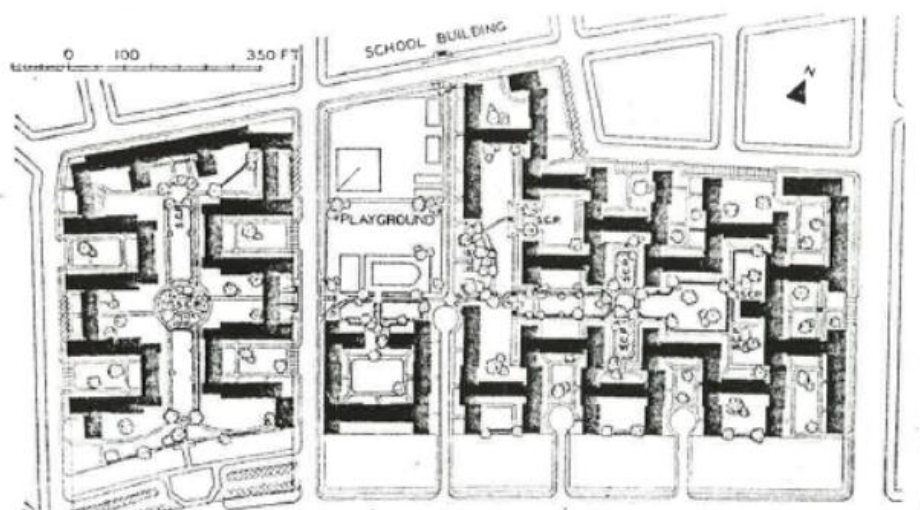 SCHOOL BUILDING
0 100 350 FT
N
PLAYGROUND
S.C.P.
S.C.P.
S.C.P.
S.C.P.